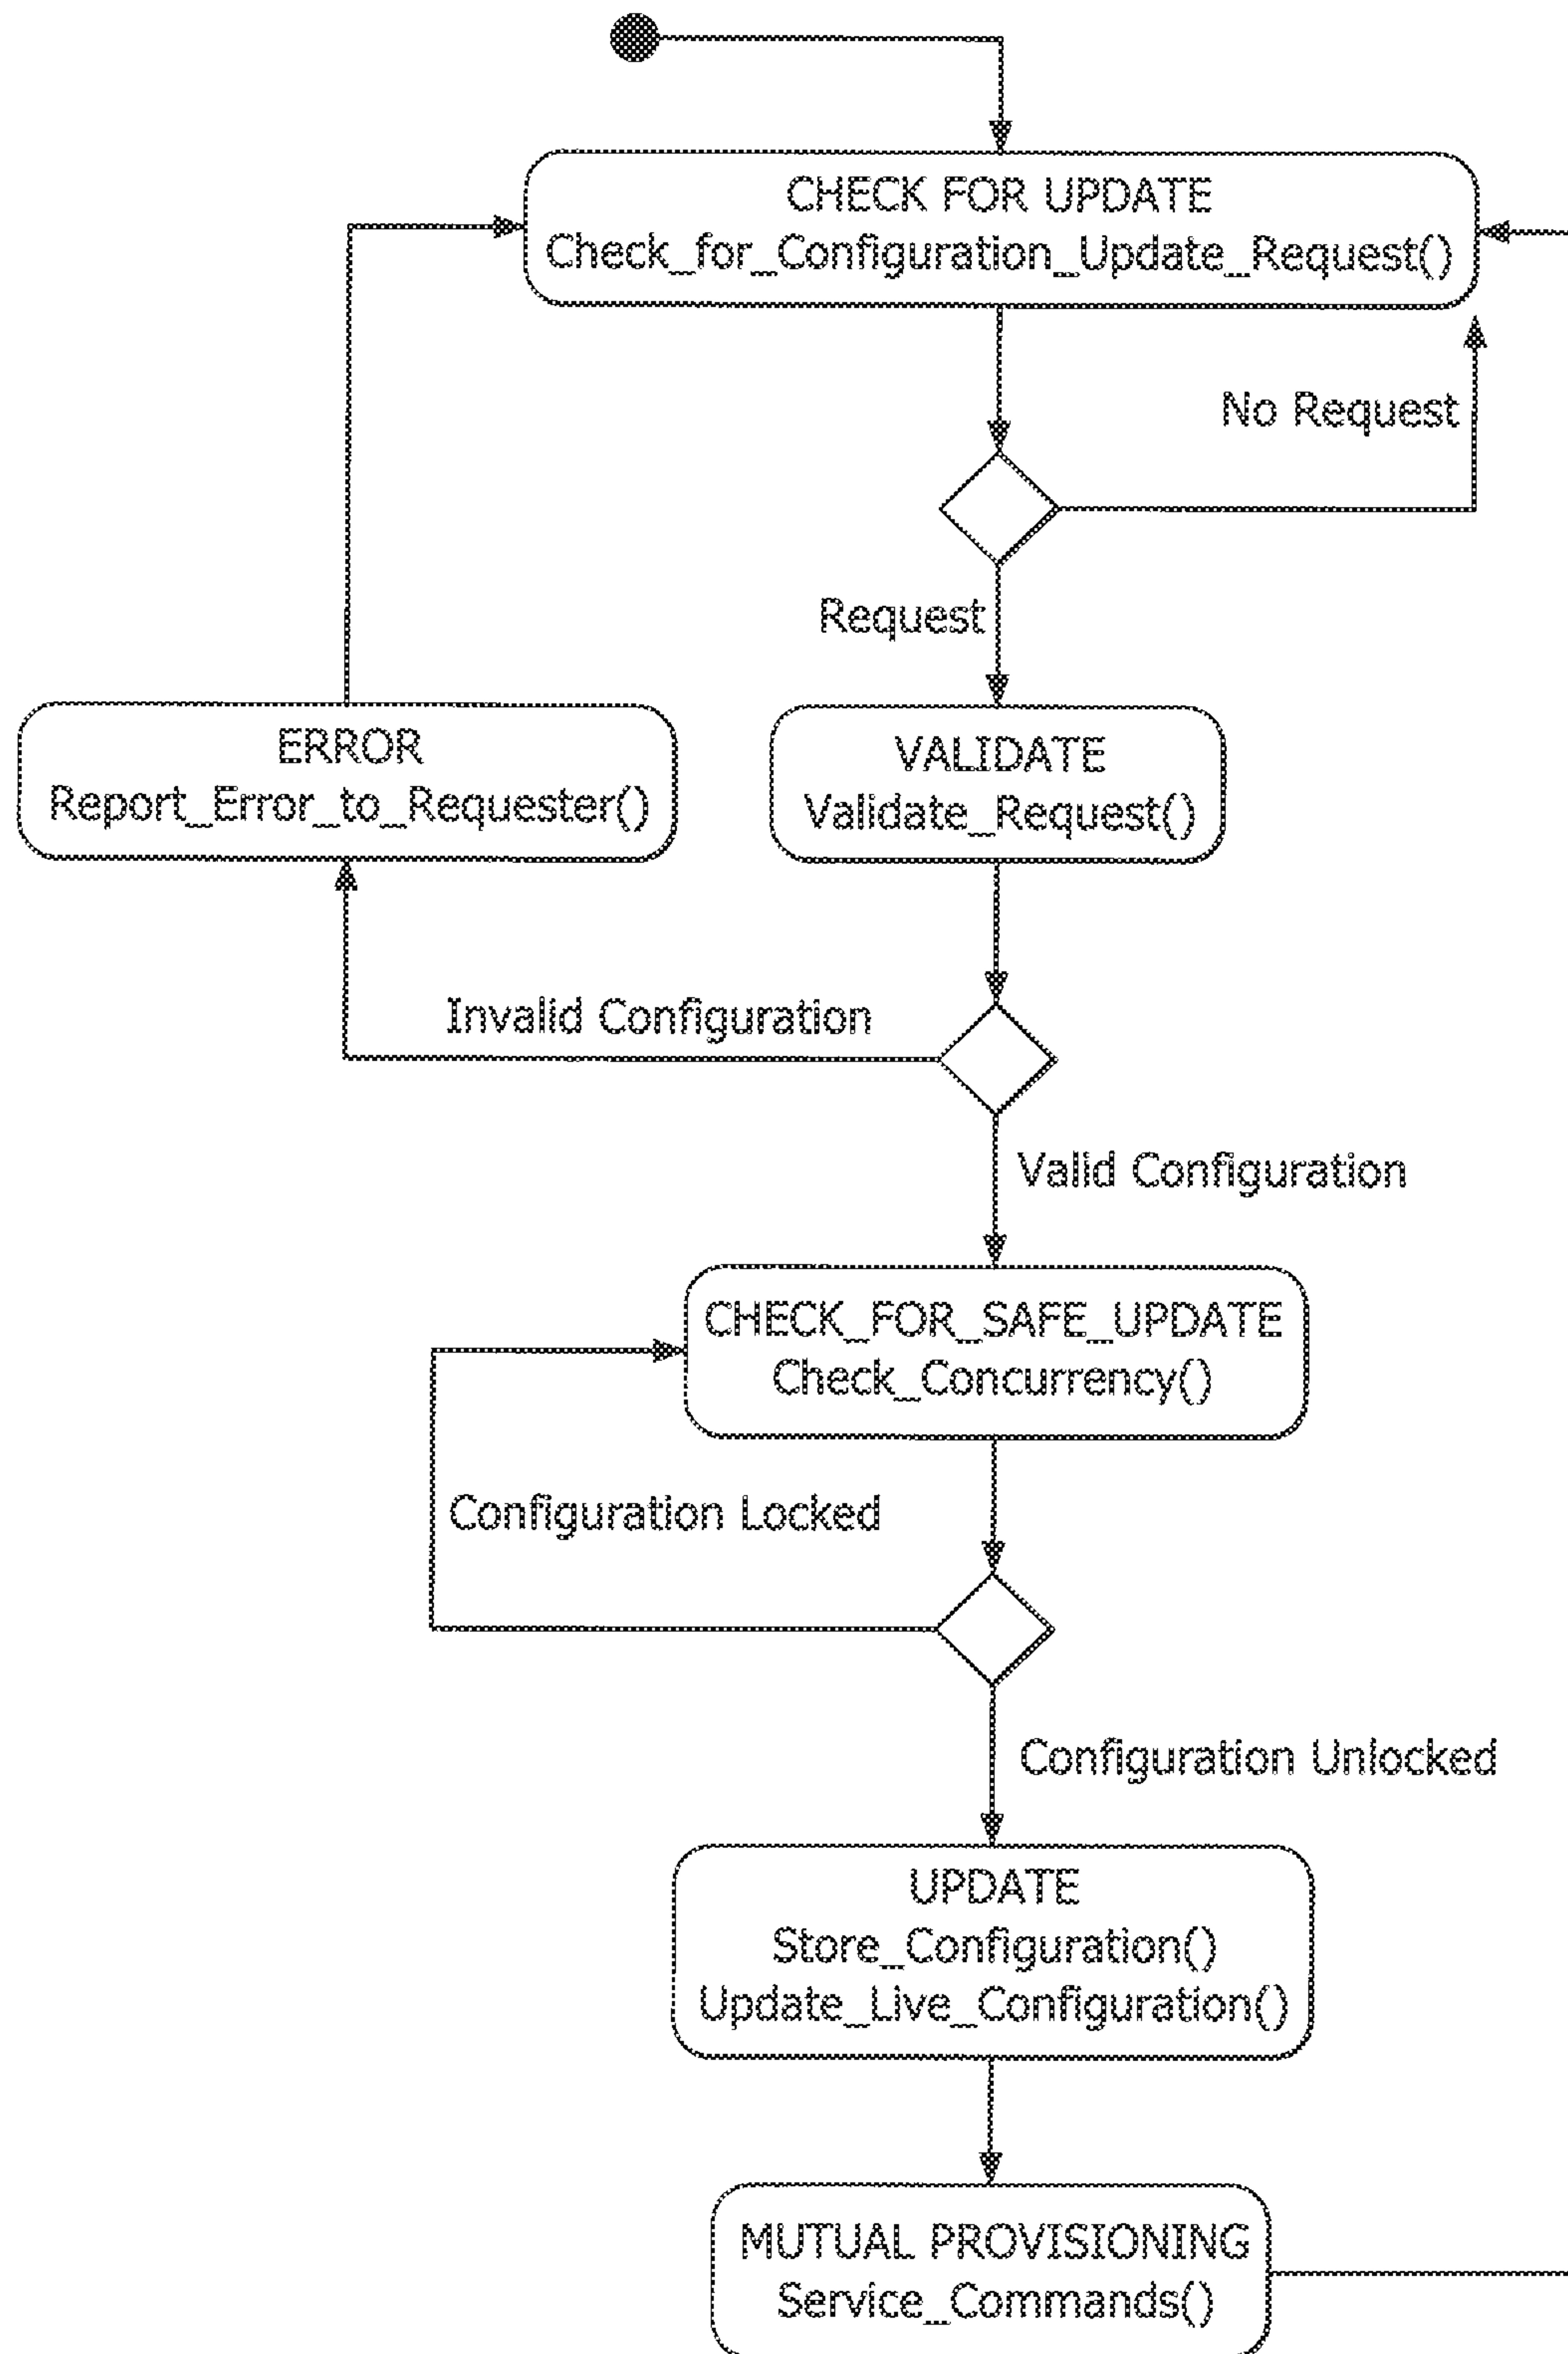 CHECK FOR UPDATE
Check_for_Configuration_Update_Request()
No Request
Request
ERROR
Report_Error_to_Requester()
VALIDATE
Validate_Request()
Invalid Configuration
Valid Configuration
CHECK_FOR_SAFE_UPDATE
Check_Concurrency()
Configuration Locked
Configuration Unlocked
UPDATE
Store_Configuration()
Update_Live_Configuration()
MUTUAL PROVISIONING
Service_Commands()